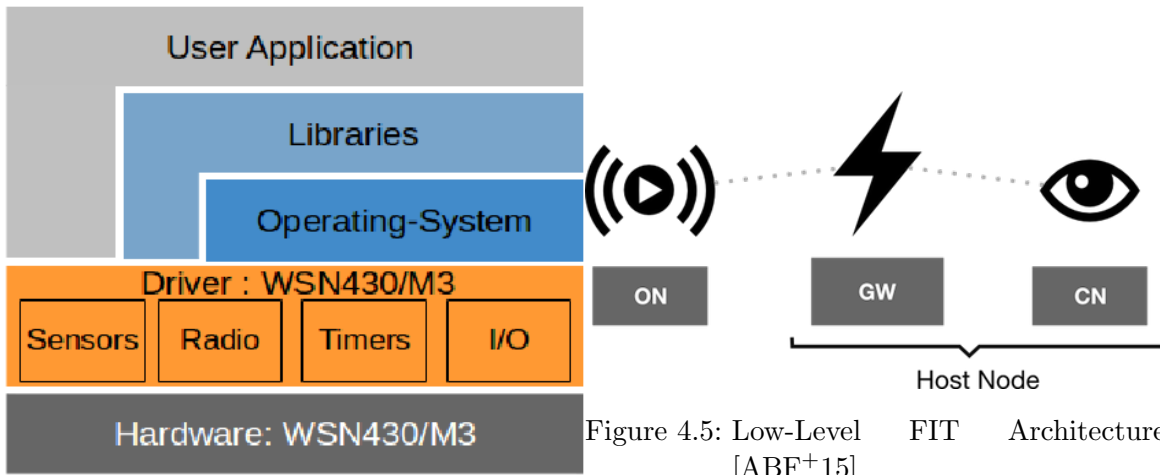 User Application
Libraries
Operating-System
Driver : WSN430/M3
Sensors Radio Timers I/O
Hardware: WSN430/M3
ON GW CN
Host Node
Figure 4.5: Low-Level FIT Architecture
[ABF+15]